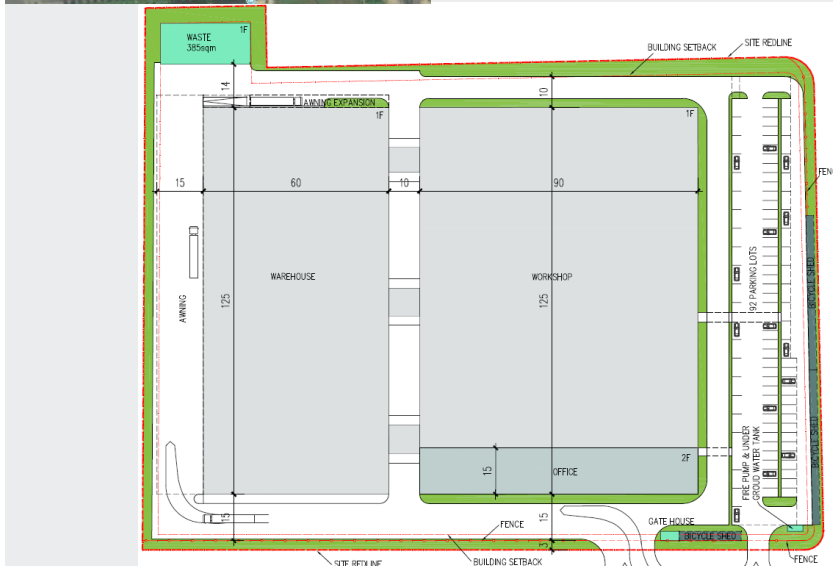 WASTE
385sqm
1F
BUILDING SETBACK
SITE REDLINE
14
10
AWNING EXPANSION
1F
1F
FENC
15
60
10
90
AWNING
WAREHOUSE
125
WORKSHOP
125
92 PARKING LOTS
BICYCLE SHED
BICYCLE SHED
FIRE PUMP & UNDER
GROUD WATER TANK
2F
15
OFFICE
15
15
GATE HOUSE
FENCE
BICYCLE SHED
3
SITE REDLINE
BUILDING SETBACK
FENCE